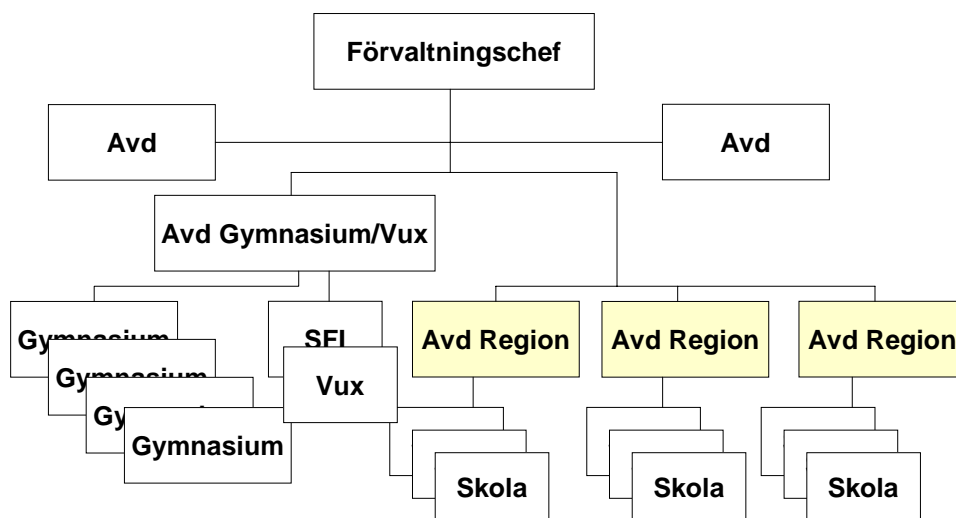 Förvaltningschef
Avd
Avd
Avd Gymnasium/Vux
Gymnasium
SFI
Avd Region
Avd Region
Avd Region
Gymnasium
Vux
Gymnasium
Skola
Skola
Skola